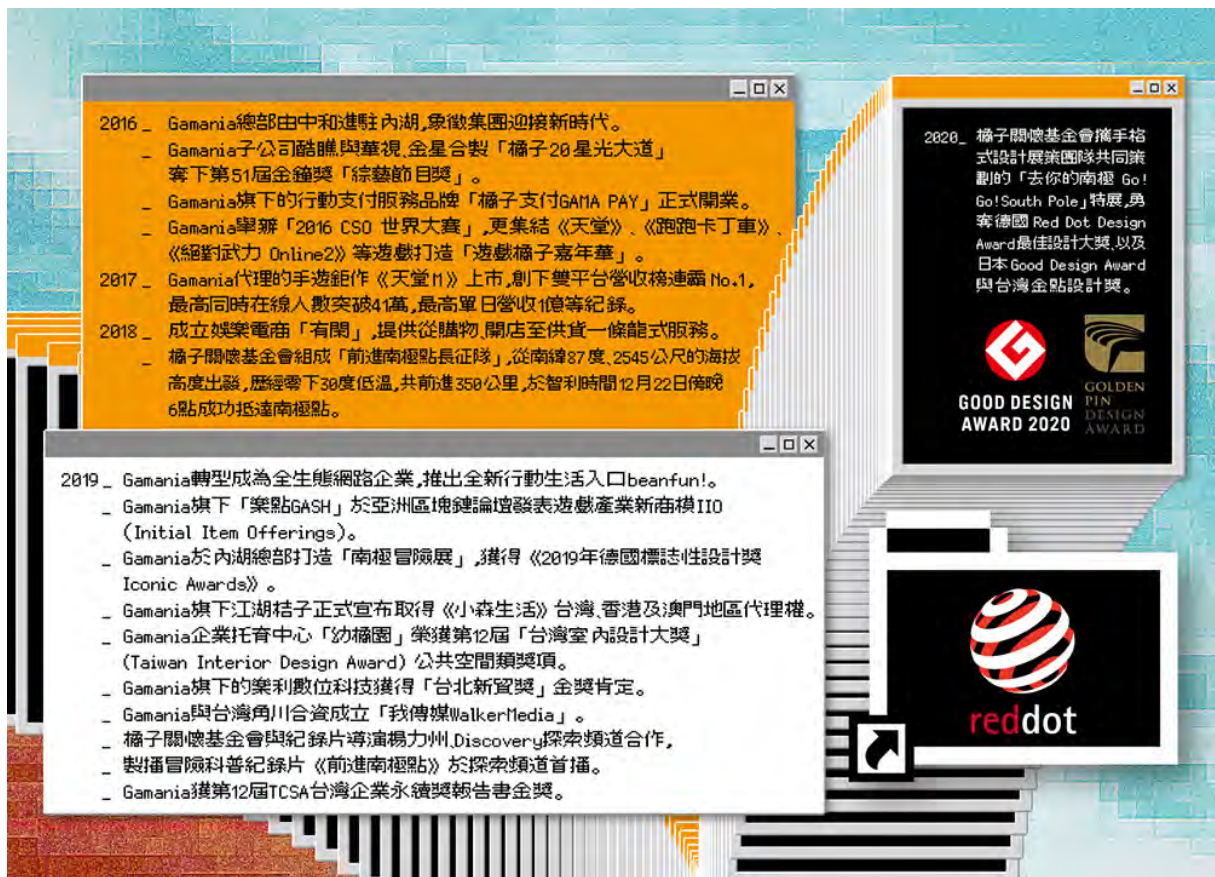 2016_ Gamania總部由中和進駐內湖,象徵集團迎接新時代。
_ Gamania子公司酷瞧與華視、金星合製「橘子20星光大道」
奪下第51屆金鐘獎「綜藝節目獎」。
_ Gamania旗下的行動支付服務品牌「橘子支付GAMA PAY」正式開業。
_ Gamania舉辦「2016 CSO 世界大賽」,更集結《天堂》、《跑跑卡丁車》、
《絕對武力 Online2》等遊戲打造「遊戲橘子嘉年華」。
2017_ Gamania代理的手遊鉅作《天堂M》上市,創下雙平台營收榜連霸 No.1,
最高同時在線人數突破41萬,最高單日營收1億等紀錄。
2018_ 成立娛樂電商「有閑」,提供從購物、開店至供貨一條龍式服務。
_ 橘子關懷基金會組成「前進南極點長征隊」,從南緯87度、2545公尺的海拔
高度出發,歷經零下30度低溫,共前進350公里,於智利時間12月22日傍晚
6點成功抵達南極點。
2019_ Gamania轉型成為全生態網路企業,推出全新行動生活入口beanfun!。
_ Gamania旗下「樂點GASH」於亞洲區塊鏈論壇發表遊戲產業新商模IIO
(Initial Item Offerings)。
_ Gamania於內湖總部打造「南極冒險展」,獲得《2019年德國標誌性設計獎
Iconic Awards》。
_ Gamania旗下江湖桔子正式宣布取得《小森生活》台灣、香港及澳門地區代理權。
_ Gamania企業托育中心「幼橘園」榮獲第12屆「台灣室內設計大獎」
(Taiwan Interior Design Award) 公共空間類獎項。
_ Gamania旗下的樂利數位科技獲得「台北新貿獎」金獎肯定。
_ Gamania與台灣角川合資成立「我傳媒WalkerMedia」。
_ 橘子關懷基金會與紀錄片導演楊力州、Discovery探索頻道合作,
_ 製播冒險科普紀錄片《前進南極點》於探索頻道首播。
_ Gamania獲第12屆TCSA台灣企業永續獎報告書金獎。
2020_ 橘子關懷基金會攜手格
式設計展策團隊共同策
劃的「去你的南極 Go!
Go!South Pole」特展,勇
奪德國 Red Dot Design
Award最佳設計大獎、以及
日本Good Design Award
與台灣金點設計獎。
GOOD DESIGN
AWARD 2020
GOLDEN
PIN
DESIGN
AWARD
reddot